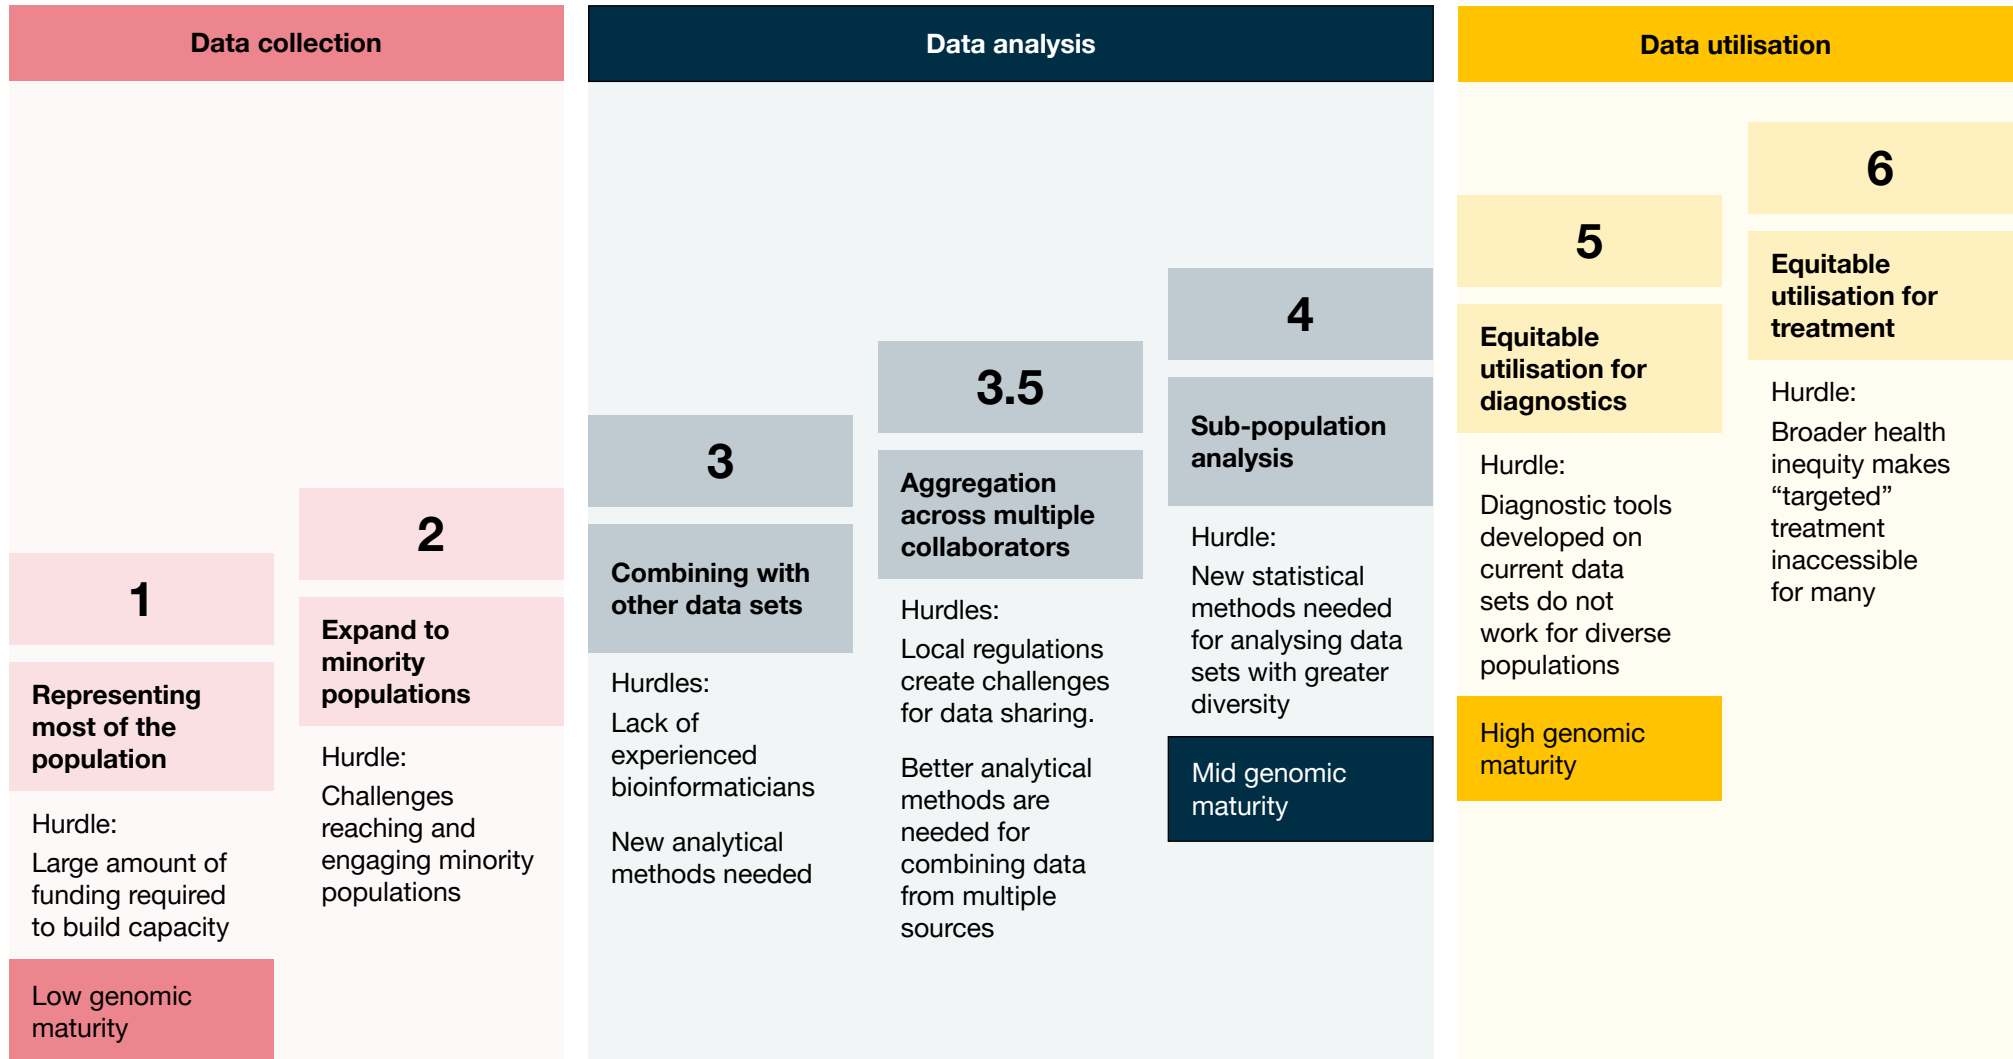 Data collection
1
Representing
most of the
population
Hurdle:
Large amount of
funding required
to build capacity
Low genomic
maturity
2
Expand to
minority
populations
Hurdle:
Challenges
reaching and
engaging minority
populations
Data analysis
3
Combining with
other data sets
Hurdles:
Lack of
experienced
bioinformaticians
New analytical
methods needed
3.5
Aggregation
across multiple
collaborators
Hurdles:
Local regulations
create challenges
for data sharing.
Better analytical
methods are
needed for
combining data
from multiple
sources
4
Sub-population
analysis
Hurdle:
New statistical
methods needed
for analysing data
sets with greater
diversity
Mid genomic
maturity
Data utilisation
5
Equitable
utilisation for
diagnostics
Hurdle:
Diagnostic tools
developed on
current data
sets do not
work for diverse
populations
High genomic
maturity
6
Equitable
utilisation for
treatment
Hurdle:
Broader health
inequity makes
“targeted”
treatment
inaccessible
for many